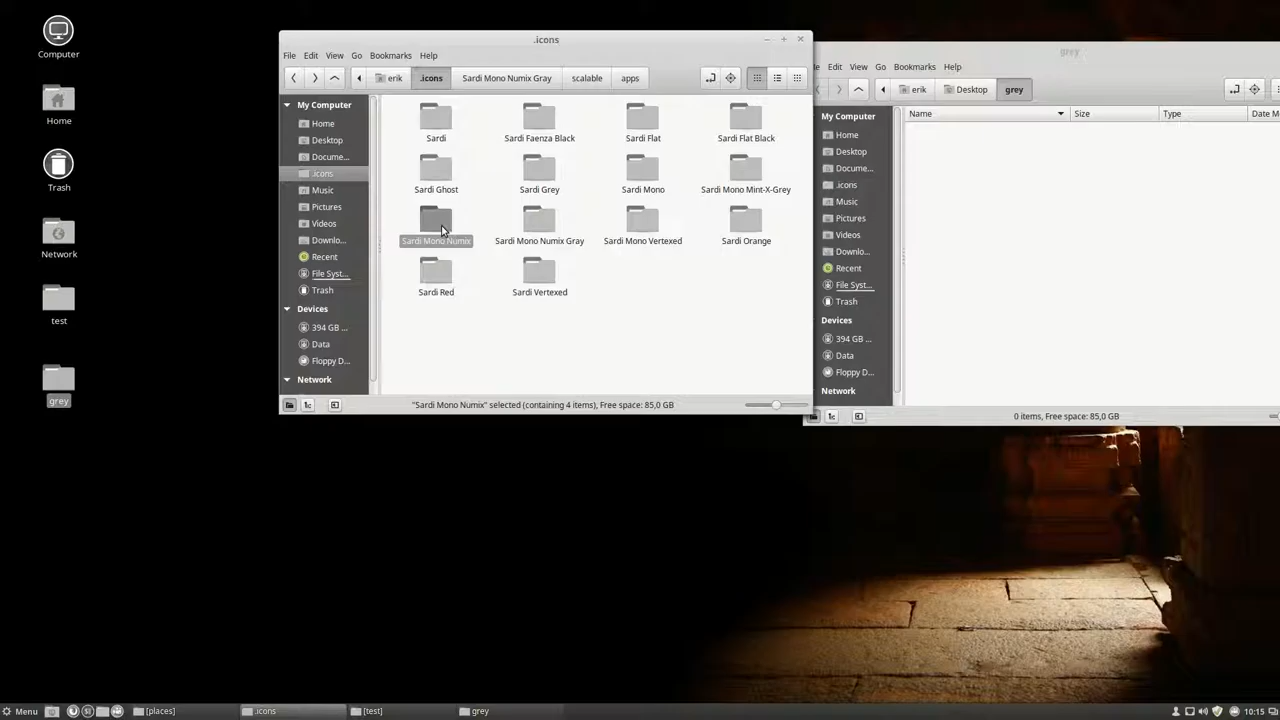 Computer
Home
Trash
Network
test
grey
.icons
File Edit View Go Bookmarks Help
erik .icons Sardi Mono Numix Gray scalable apps
My Computer
Home
Desktop
Docume...
.icons
Music
Pictures
Videos
Downlo...
Recent
File Syst...
Trash
Devices
394 GB ...
Data
Floppy D...
Network
Sardi Sardi Faenza Black Sardi Flat Sardi Flat Black
Sardi Ghost Sardi Grey Sardi Mono Sardi Mono Mint-X-Grey
Sardi Mono Numix Sardi Mono Numix Gray Sardi Mono Vertexed Sardi Orange
Sardi Red Sardi Vertexed
"Sardi Mono Numix" selected (containing 4 items), Free space: 85,0 GB
grey
Edit View Go Bookmarks Help
erik Desktop grey
My Computer
Home
Desktop
Docume...
.icons
Music
Pictures
Videos
Downlo...
Recent
File Syst...
Trash
Devices
394 GB ...
Data
Floppy D...
Network
Name Size Type Date M
0 items, Free space: 85,0 GB
Menu [places] .icons [test] grey 10:15